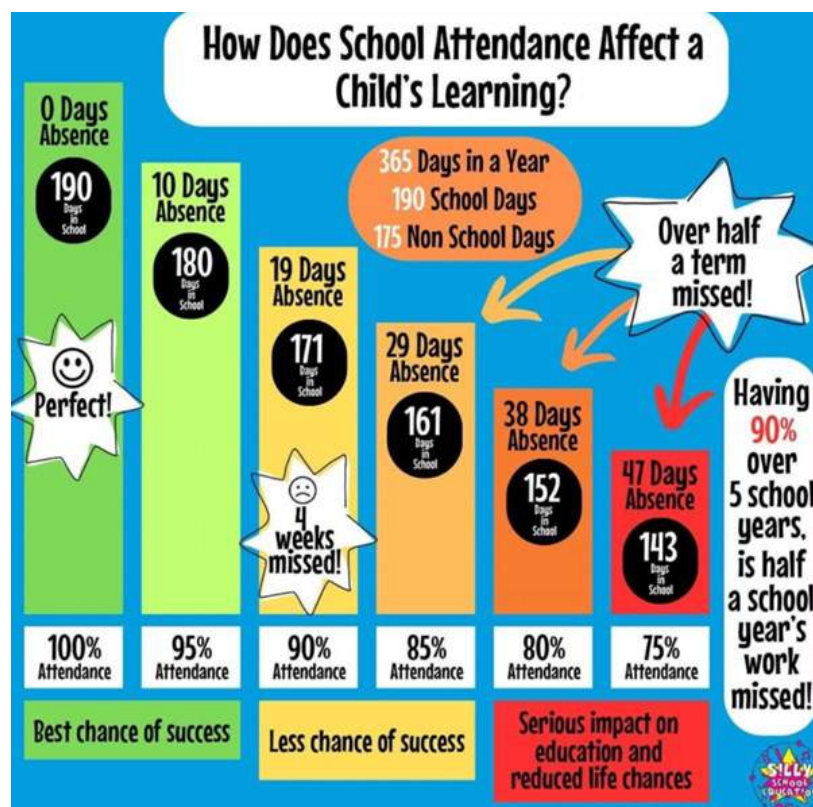 How Does School Attendance Affect a
Child's Learning?
0 Days
Absence
190
Days
in
School
Perfect!
10 Days
Absence
180
Days
in
School
19 Days
Absence
171
Days
in
School
4
weeks
missed!
365 Days in a Year
190 School Days
175 Non School Days
29 Days
Absence
161
Days
in
School
38 Days
Absence
152
Days
in
School
Over half
a term
missed!
47 Days
Absence
143
Days
in
School
Having
90%
over
5 school
years,
is half
a school
year's
work
missed!
100%
Attendance
95%
Attendance
90%
Attendance
85%
Attendance
80%
Attendance
75%
Attendance
Best chance of success
Less chance of success
Serious impact on
education and
reduced life chances
SILLY
SCHOOL
EDUCATION